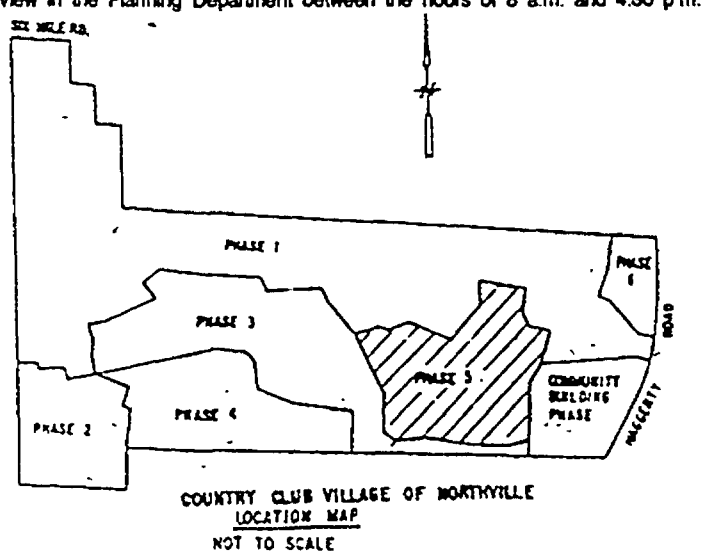 view in the Planning Department between the hours of 8 a.m. and 4:30 p.m.
SIX MILE RD.
N
PHASE 1
PHASE 6
PHASE 3
ROAD
PHASE 5
COMMUNITY
BUILDING
PHASE
PHASE 4
PHASE 2
HAGGERTY
COUNTRY CLUB VILLAGE OF NORTHVILLE
LOCATION MAP
NOT TO SCALE